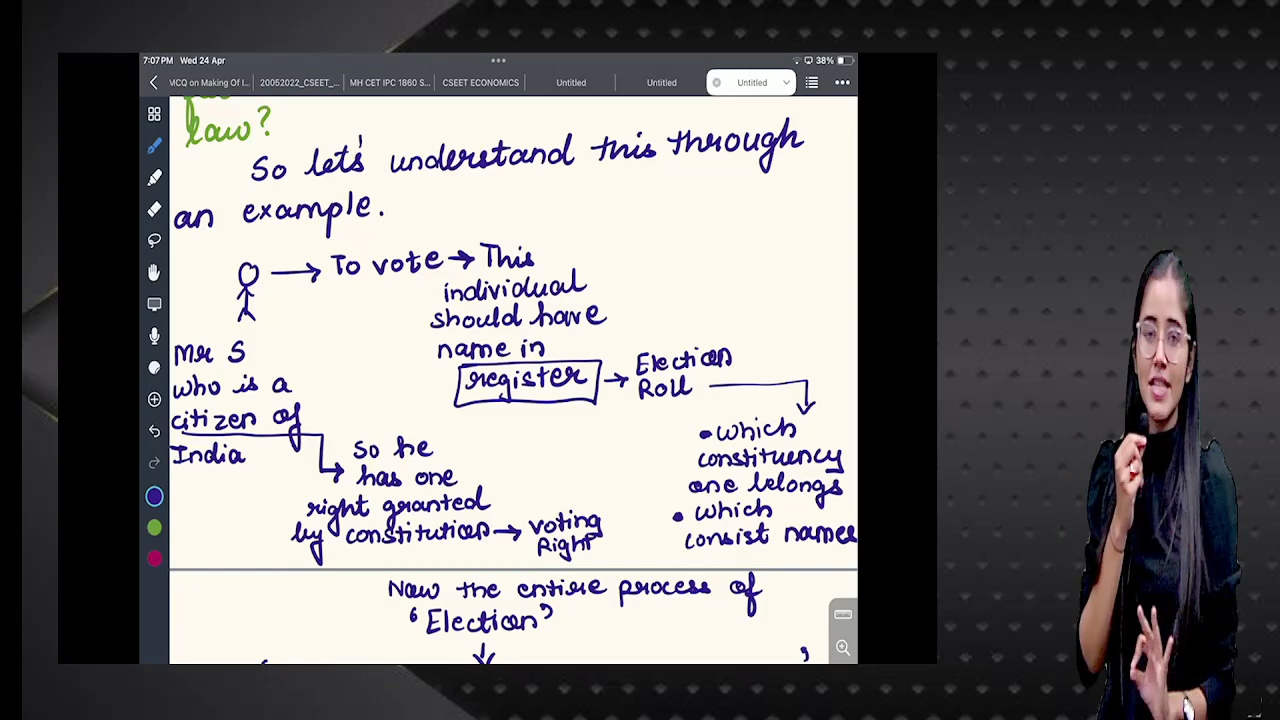 7:07 PM Wed 24 Apr
38%
MCQ on Making Of I... 20052022_CSEET_... MH CET IPC 1860 S... CSEET ECONOMICS Untitled Untitled Untitled
law?
So let's understand this through
an example.
To vote → This
individual
should have
name in
register → Election
Roll
Mr S
who is a
citizen of
India
So he
has one
right granted
by constitution → voting
Right
• which
constituency
one belongs
• which
consist names
Now the entire process of
'Election'